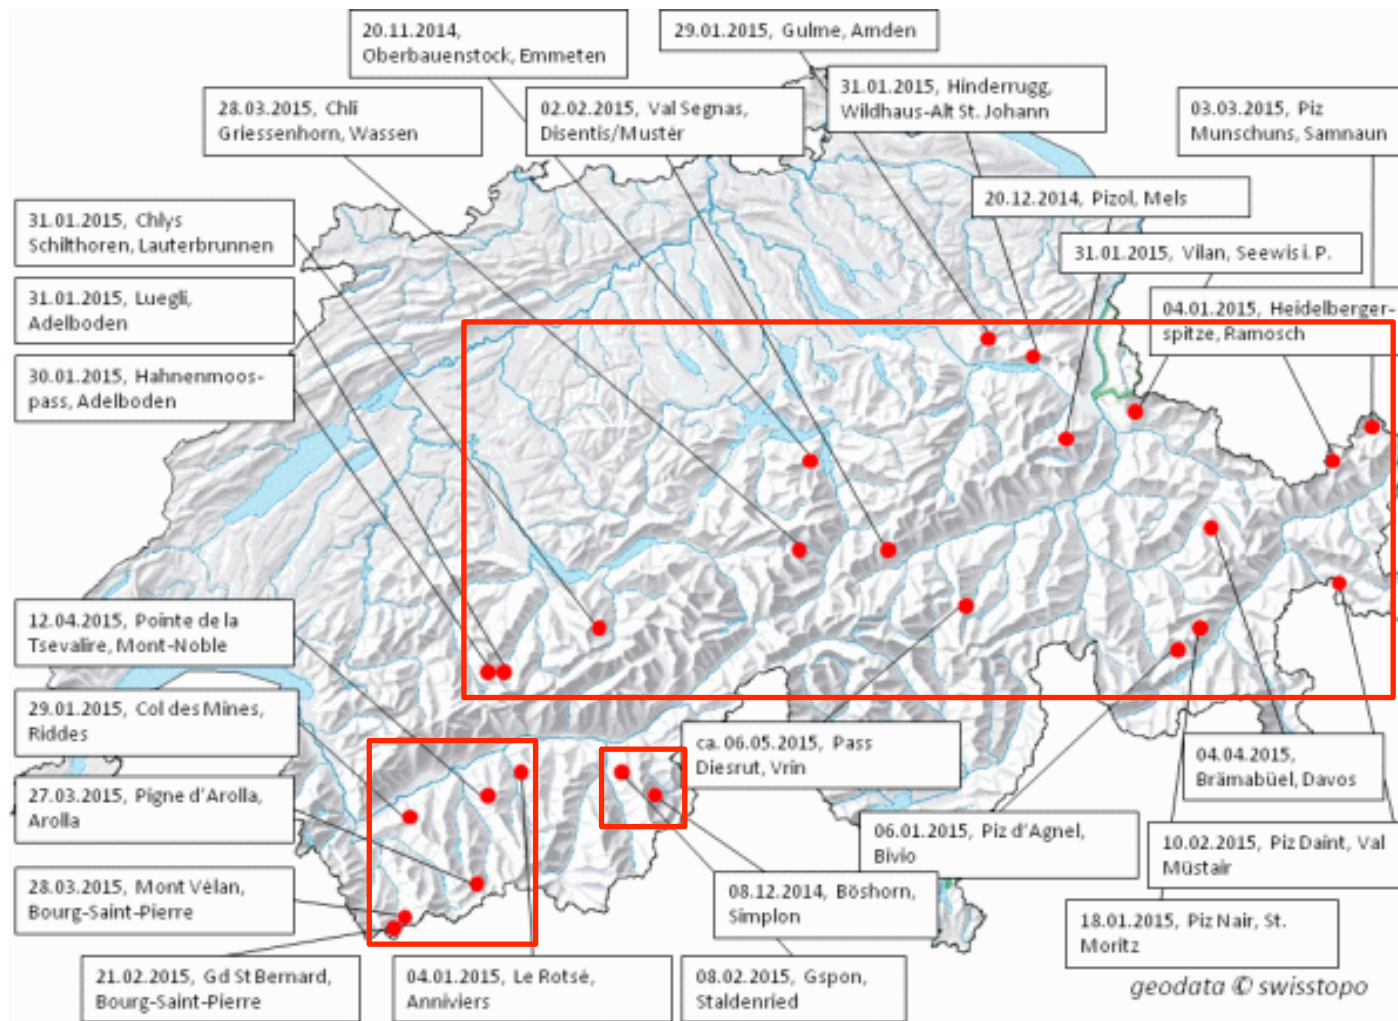 20.11.2014,
Oberbauenstock, Emmeten
29.01.2015, Gulme, Amden
28.03.2015, Chli
Griessenhorn, Wassen
02.02.2015, Val Segnas,
Disentis/Mustér
31.01.2015, Hinderrugg,
Wildhaus-Alt St. Johann
03.03.2015, Piz
Munschuns, Samnaun
20.12.2014, Pizol, Mels
31.01.2015, Chlys
Schilthoren, Lauterbrunnen
31.01.2015, Vilan, Seewis i. P.
31.01.2015, Luegli,
Adelboden
04.01.2015, Heidelberger-
spitze, Ramosch
30.01.2015, Hahnenmoos-
pass, Adelboden
12.04.2015, Pointe de la
Tsevalire, Mont-Noble
29.01.2015, Col des Mines,
Riddes
ca. 06.05.2015, Pass
Diesrut, Vrin
04.04.2015,
Brämabüel, Davos
27.03.2015, Pigne d'Arolla,
Arolla
06.01.2015, Piz d'Agnel,
Bivio
10.02.2015, Piz Daint, Val
Müstair
28.03.2015, Mont Vélan,
Bourg-Saint-Pierre
08.12.2014, Böshorn,
Simplon
18.01.2015, Piz Nair, St.
Moritz
21.02.2015, Gd St Bernard,
Bourg-Saint-Pierre
04.01.2015, Le Rotsé,
Anniviers
08.02.2015, Gspon,
Staldenried
geodata © swisstopo